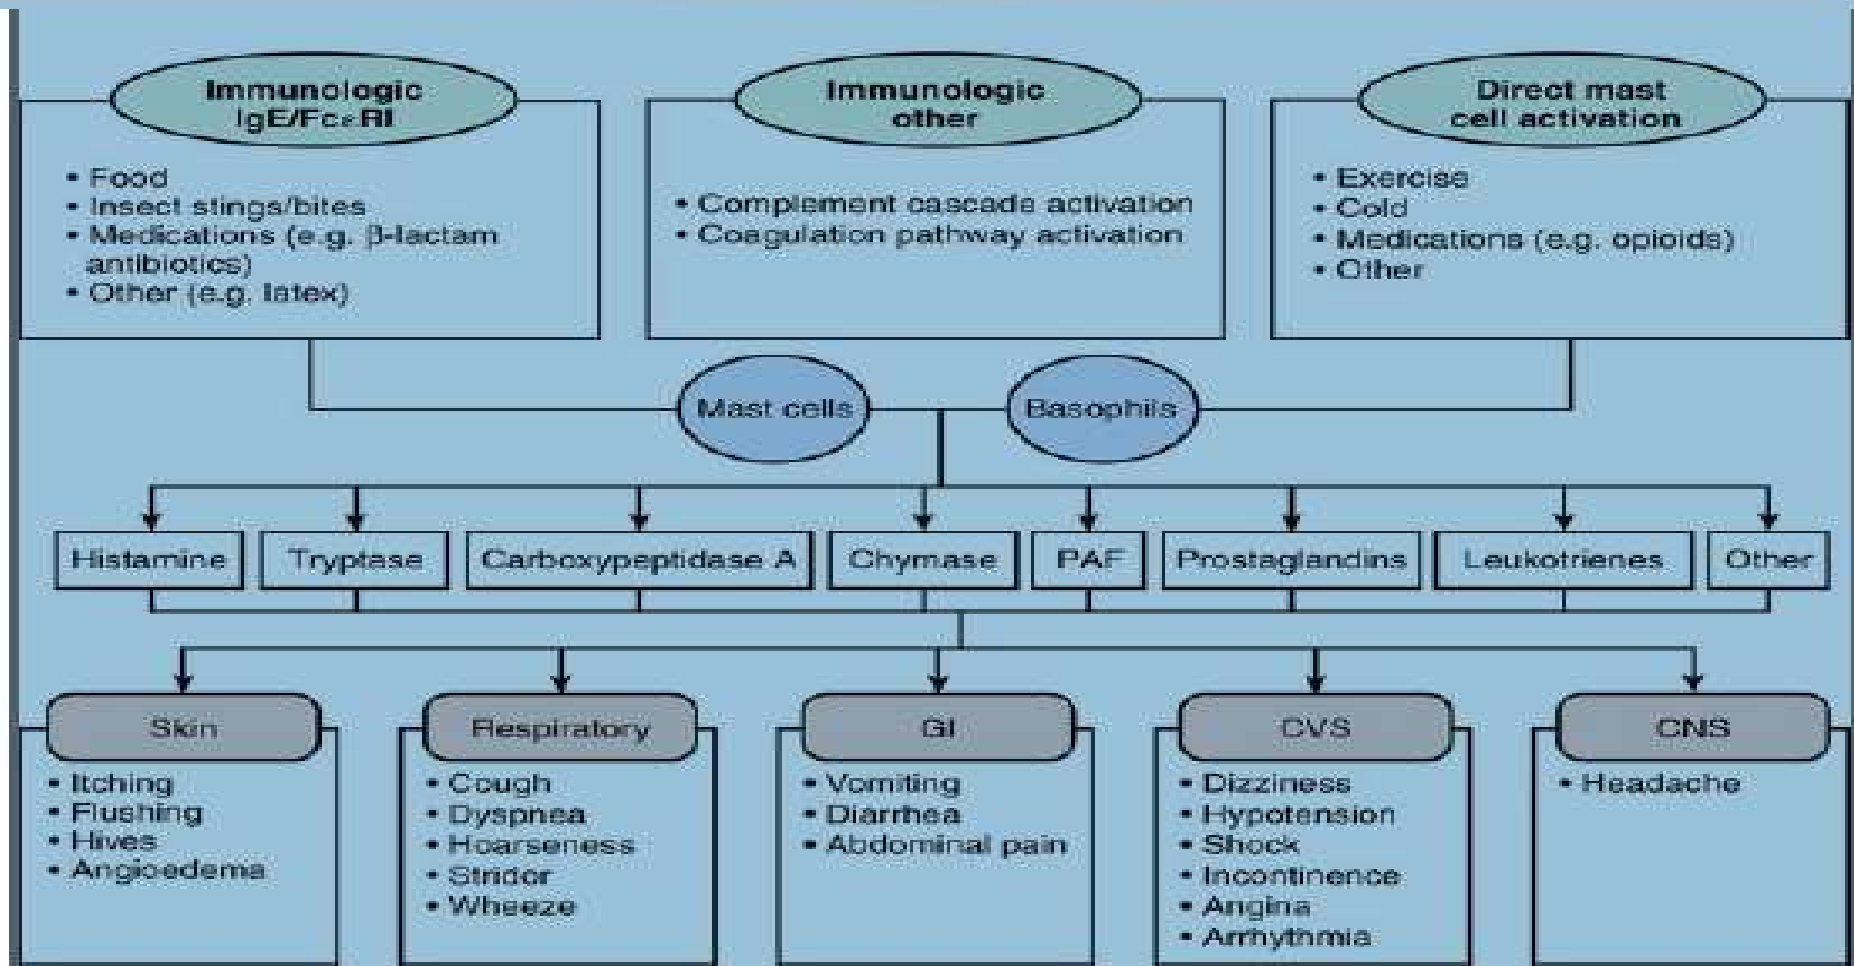 Immunologic
IgE/FcεRI
• Food
• Insect stings/bites
• Medications (e.g. β-lactam
antibiotics)
• Other (e.g. latex)
Immunologic
other
• Complement cascade activation
• Coagulation pathway activation
Direct mast
cell activation
• Exercise
• Cold
• Medications (e.g. opioids)
• Other
Mast cells
Basophils
Histamine
Tryptase
Carboxypeptidase A
Chymase
PAF
Prostaglandins
Leukotrienes
Other
Skin
• Itching
• Flushing
• Hives
• Angioedema
Respiratory
• Cough
• Dyspnea
• Hoarseness
• Stridor
• Wheeze
GI
• Vomiting
• Diarrhea
• Abdominal pain
CVS
• Dizziness
• Hypotension
• Shock
• Incontinence
• Angina
• Arrhythmia
CNS
• Headache